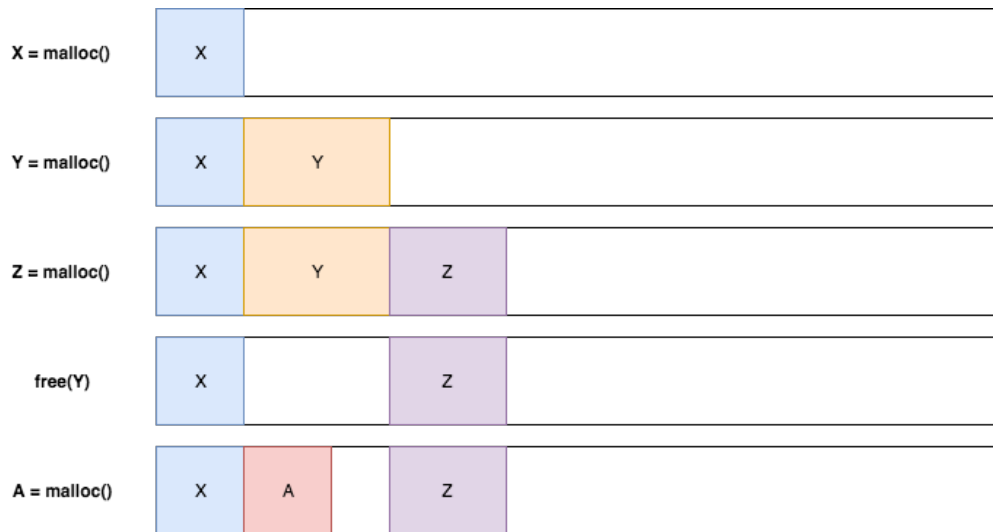 X = malloc()
X
Y = malloc()
X
Y
Z = malloc()
X
Y
Z
free(Y)
X
Z
A = malloc()
X
A
Z